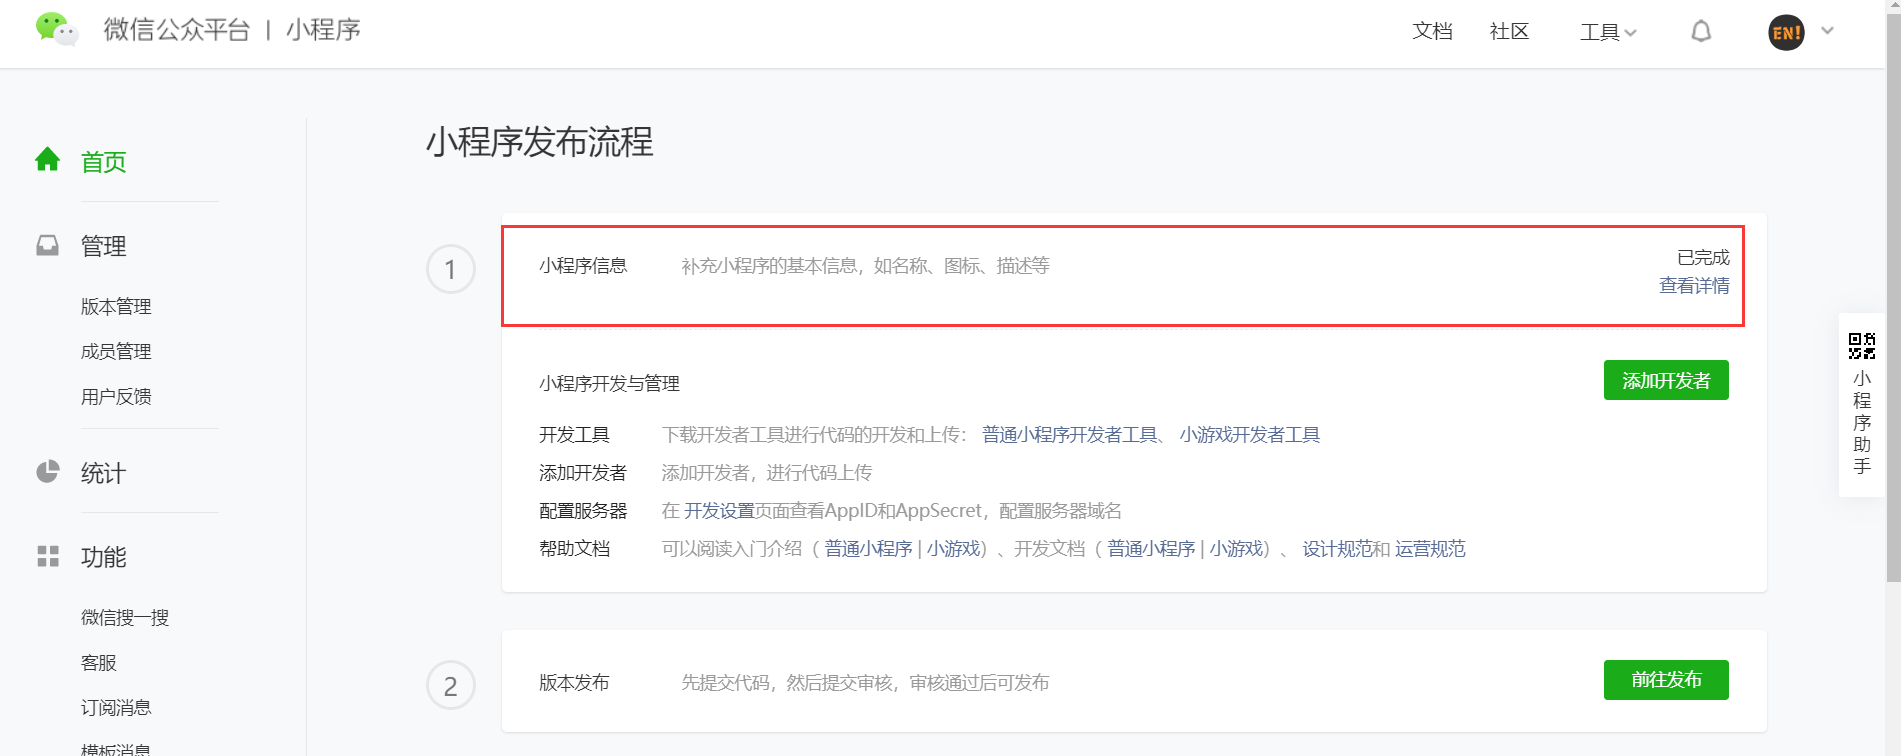 微信公众平台 | 小程序
文档 社区 工具
EN!
首页
管理
版本管理
成员管理
用户反馈
统计
功能
微信搜一搜
客服
订阅消息
模板消息
小程序发布流程
1
小程序信息 补充小程序的基本信息，如名称、图标、描述等
已完成
查看详情
小程序开发与管理
添加开发者
开发工具 下载开发者工具进行代码的开发和上传： 普通小程序开发者工具、 小游戏开发者工具
添加开发者 添加开发者，进行代码上传
配置服务器 在 开发设置页面查看AppID和AppSecret，配置服务器域名
帮助文档 可以阅读入门介绍（ 普通小程序 | 小游戏）、开发文档（ 普通小程序 | 小游戏）、 设计规范和 运营规范
2
版本发布 先提交代码，然后提交审核，审核通过后可发布
前往发布
小程序助手